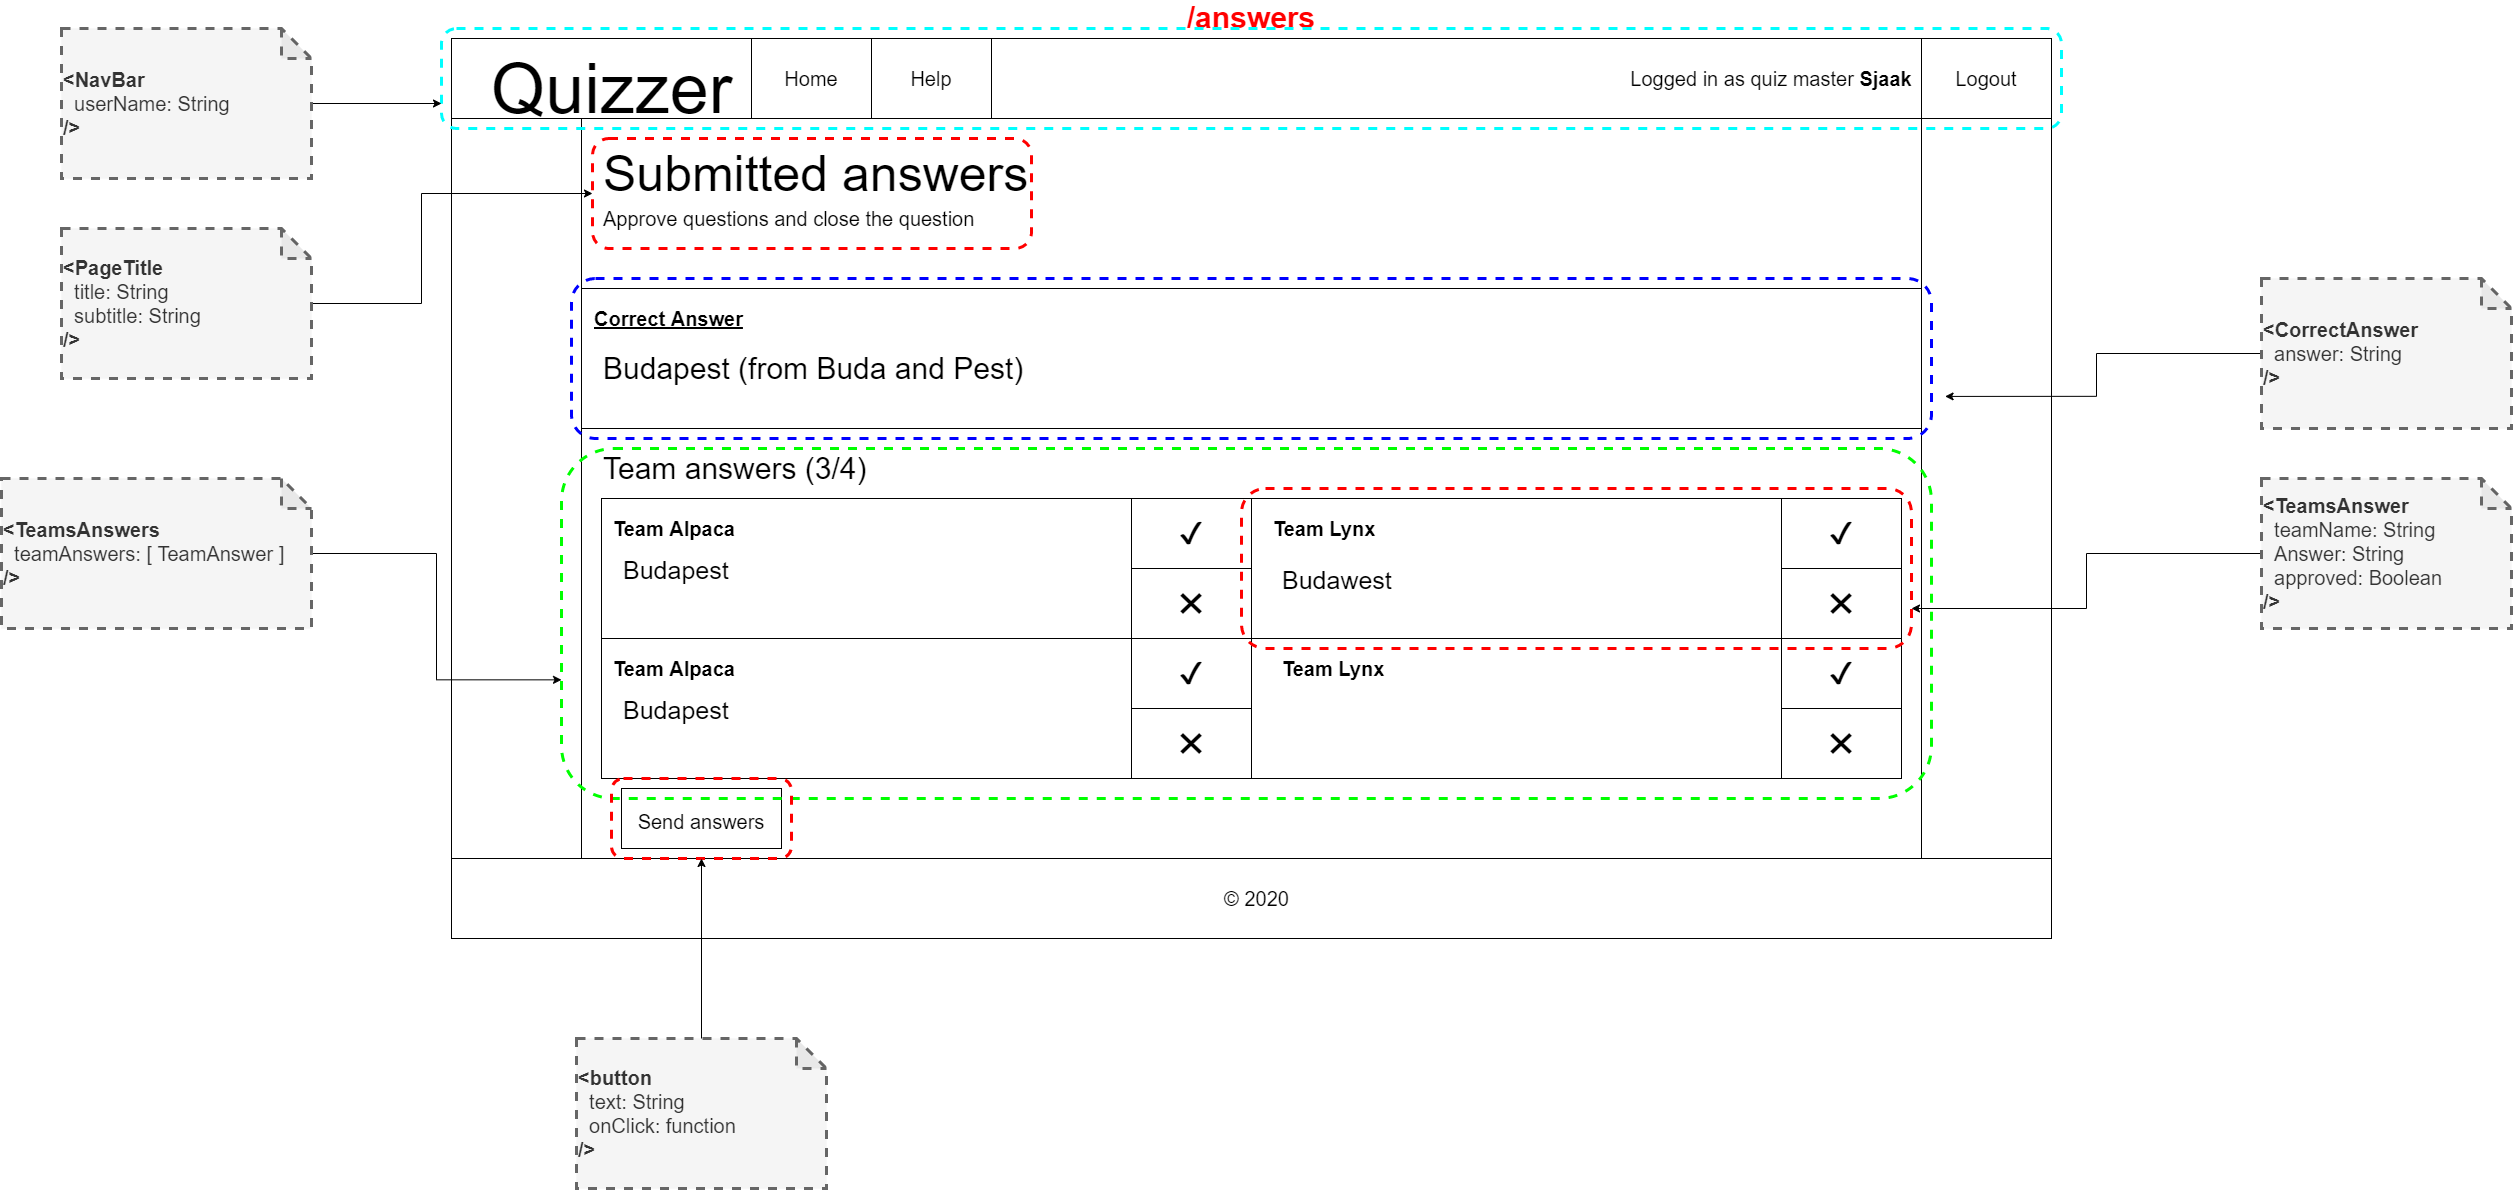 /answers
<NavBar
userName: String
/>
Quizzer
Home
Help
Logged in as quiz master Sjaak
Logout
Submitted answers
Approve questions and close the question
<PageTitle
title: String
subtitle: String
/>
Correct Answer
Budapest (from Buda and Pest)
<CorrectAnswer
answer: String
/>
Team answers (3/4)
<TeamsAnswers
teamAnswers: [ TeamAnswer ]
/>
Team Alpaca
Budapest
✓
✕
Team Lynx
Budawest
✓
✕
<TeamsAnswer
teamName: String
Answer: String
approved: Boolean
/>
Team Alpaca
Budapest
✓
✕
Team Lynx
✓
✕
Send answers
© 2020
<button
text: String
onClick: function
/>